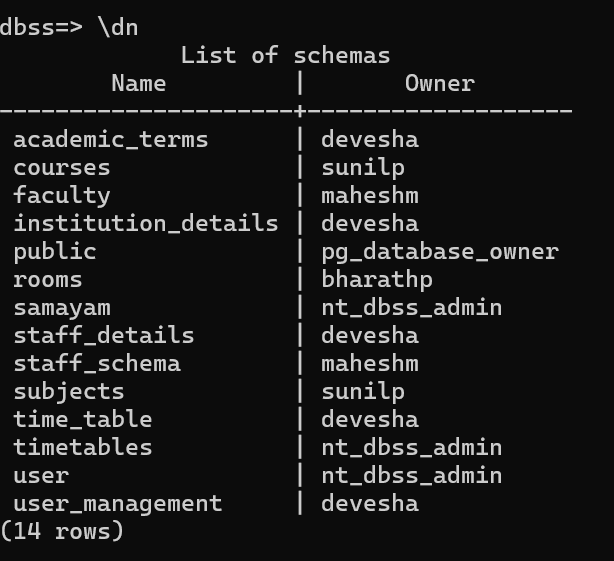 dbss=> \dn
List of schemas
Name | Owner
---------------------+--------------------
academic_terms | devesha
courses | sunilp
faculty | maheshm
institution_details | devesha
public | pg_database_owner
rooms | bharathp
samayam | nt_dbss_admin
staff_details | devesha
staff_schema | maheshm
subjects | sunilp
time_table | devesha
timetables | nt_dbss_admin
user | nt_dbss_admin
user_management | devesha
(14 rows)